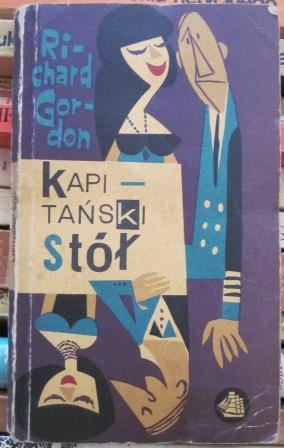 Ri-
chard
Gor-
don
KAPI-
TAŃSKI
stół